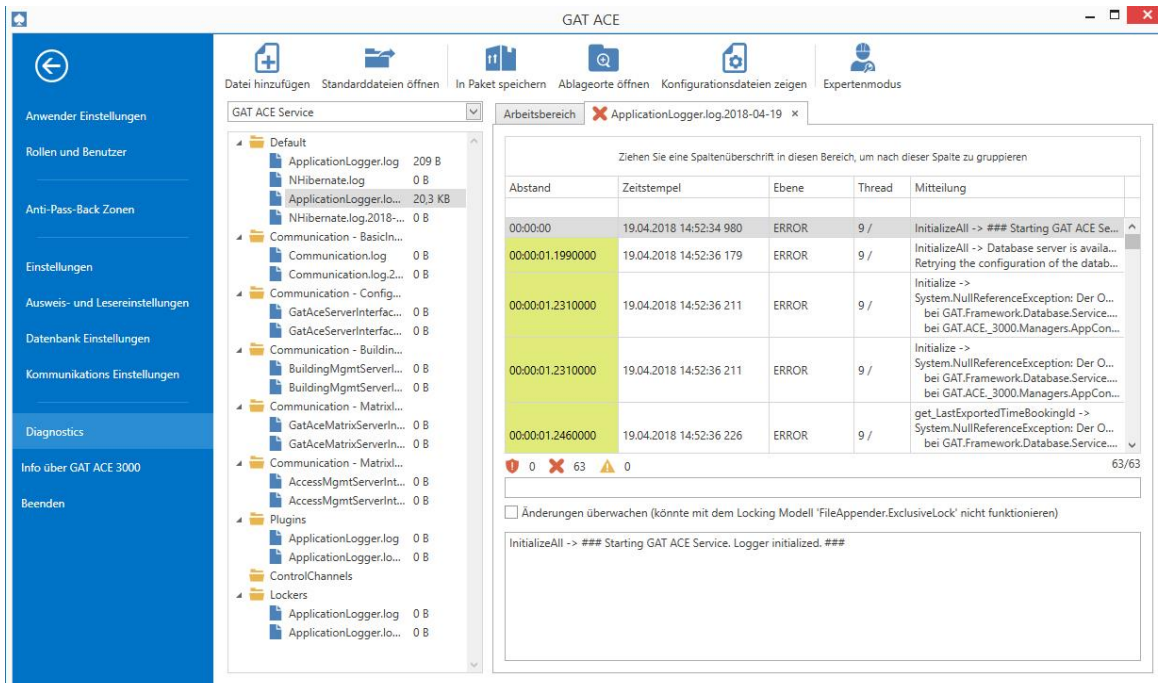 GAT ACE
Datei hinzufügen Standarddateien öffnen In Paket speichern Ablageorte öffnen Konfigurationsdateien zeigen Expertenmodus
Anwender Einstellungen
Rollen und Benutzer
Anti-Pass-Back Zonen
Einstellungen
Ausweis- und Lesereinstellungen
Datenbank Einstellungen
Kommunikations Einstellungen
Diagnostics
Info über GAT ACE 3000
Beenden
GAT ACE Service
Default
ApplicationLogger.log 209 B
NHibernate.log 0 B
ApplicationLogger.lo... 20,3 KB
NHibernate.log.2018-... 0 B
Communication - BasicIn...
Communication.log 0 B
Communication.log.2... 0 B
Communication - Config...
GatAceServerInterfac... 0 B
GatAceServerInterfac... 0 B
Communication - Buildin...
BuildingMgmtServerI... 0 B
BuildingMgmtServerI... 0 B
Communication - MatrixI...
GatAceMatrixServerIn... 0 B
GatAceMatrixServerIn... 0 B
Communication - MatrixI...
AccessMgmtServerInt... 0 B
AccessMgmtServerInt... 0 B
Plugins
ApplicationLogger.log 0 B
ApplicationLogger.lo... 0 B
ControlChannels
Lockers
ApplicationLogger.log 0 B
ApplicationLogger.lo... 0 B
Arbeitsbereich ApplicationLogger.log.2018-04-19 ×
Ziehen Sie eine Spaltenüberschrift in diesen Bereich, um nach dieser Spalte zu gruppieren
Abstand Zeitstempel Ebene Thread Mitteilung
00:00:00 19.04.2018 14:52:34 980 ERROR 9 / InitializeAll -> ### Starting GAT ACE Se...
00:00:01.1990000 19.04.2018 14:52:36 179 ERROR 9 / InitializeAll -> Database server is availa...
Retrying the configuration of the datab...
00:00:01.2310000 19.04.2018 14:52:36 211 ERROR 9 / Initialize ->
System.NullReferenceException: Der O...
bei GAT.Framework.Database.Service....
bei GAT.ACE._3000.Managers.AppCon...
00:00:01.2310000 19.04.2018 14:52:36 211 ERROR 9 / Initialize ->
System.NullReferenceException: Der O...
bei GAT.Framework.Database.Service....
bei GAT.ACE._3000.Managers.AppCon...
00:00:01.2460000 19.04.2018 14:52:36 226 ERROR 9 / get_LastExportedTimeBookingId ->
System.NullReferenceException: Der O...
bei GAT.Framework.Database.Service....
0 63 0 63/63
Änderungen überwachen (könnte mit dem Locking Modell 'FileAppender.ExclusiveLock' nicht funktionieren)
InitializeAll -> ### Starting GAT ACE Service. Logger initialized. ###